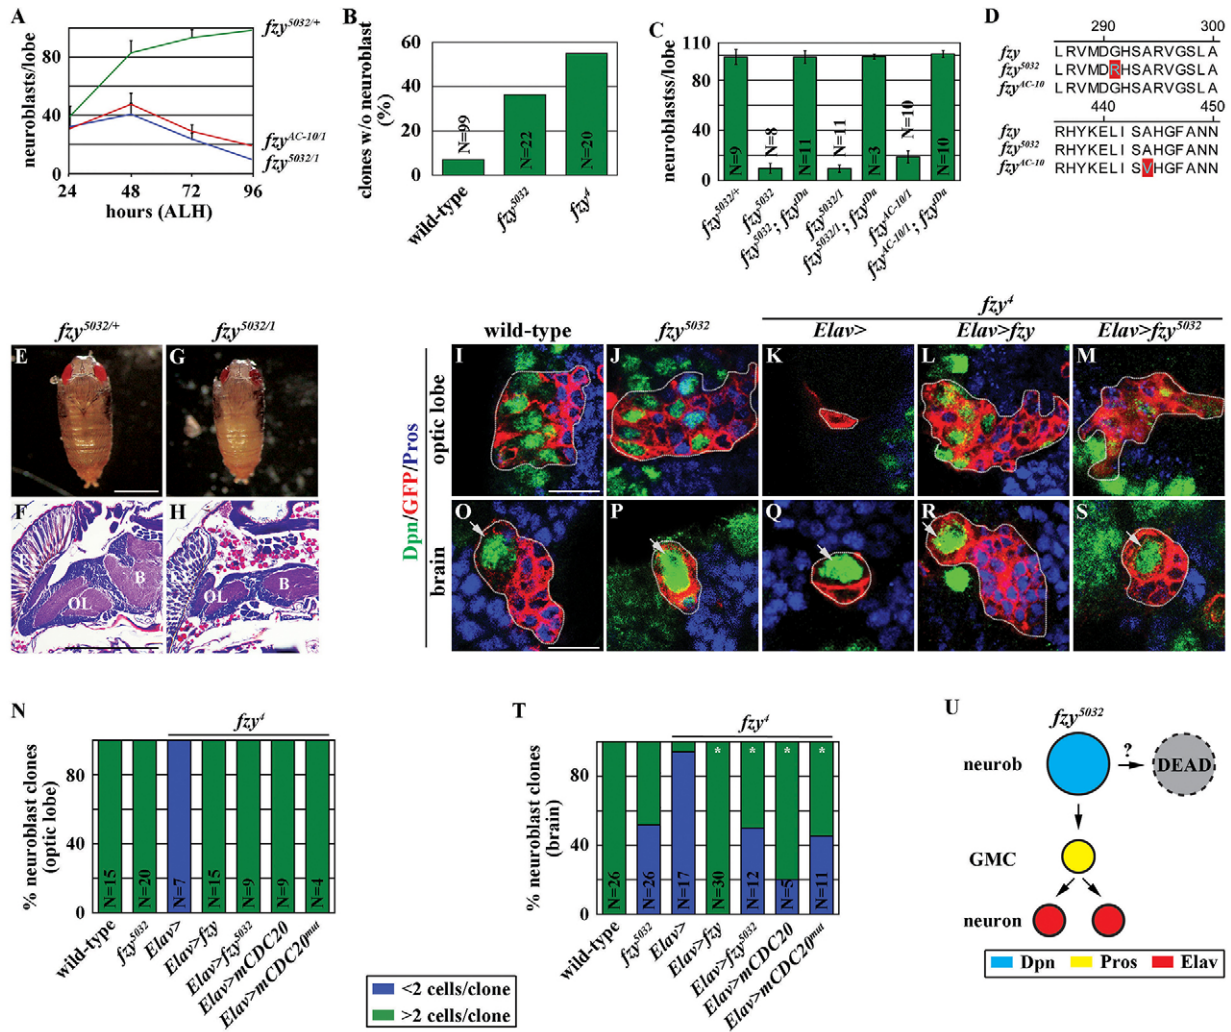 A
neuroblasts/lobe
80
40
0
24 48 72 96
hours (ALH)
fzy5032/+
fzyAC-10/1
fzy5032/1
B
clones w/o neuroblast
(%)
60
40
20
0
N=99
N=22
N=20
wild-type
fzy5032
fzy4
C
neuroblastss/lobe
110
80
40
0
N=9
N=8
N=11
N=11
N=3
N=10
N=10
fzy5032/+
fzy5032
fzy5032; fzytDa
fzy5032/1
fzy5032/1; fzytDa
fzyAC-10/1
fzyAC-10/1; fzytDa
D
290 300
fzy LRVMDGHSARVGSLA
fzy5032 LRVMDRHSARVGSLA
fzyAC-10 LRVMDGHSARVGSLA
440 450
fzy RHYKELISAHGFANN
fzy5032 RHYKELISAHGFANN
fzyAC-10 RHYKELISVHGFANN
fzy5032/+ fzy5032/1
E G
F H
OL B OL B
fzy4
wild-type fzy5032 Elav> Elav>fzy Elav>fzy5032
Dpn/GFP/Pros
optic lobe
I J K L M
brain
O P Q R S
N
% neuroblast clones
(optic lobe)
fzy4
80
40
0
N=15
N=20
N=7
N=15
N=9
N=9
N=4
wild-type
fzy5032
Elav>
Elav>fzy
Elav>fzy5032
Elav>mCDC20
Elav>mCDC20mut
<2 cells/clone
>2 cells/clone
T
% neuroblast clones
(brain)
fzy4
80
40
0
* * * *
N=26
N=26
N=17
N=30
N=12
N=5
N=11
wild-type
fzy5032
Elav>
Elav>fzy
Elav>fzy5032
Elav>mCDC20
Elav>mCDC20mut
U
fzy5032
neurob ? DEAD
GMC
neuron
Dpn Pros Elav